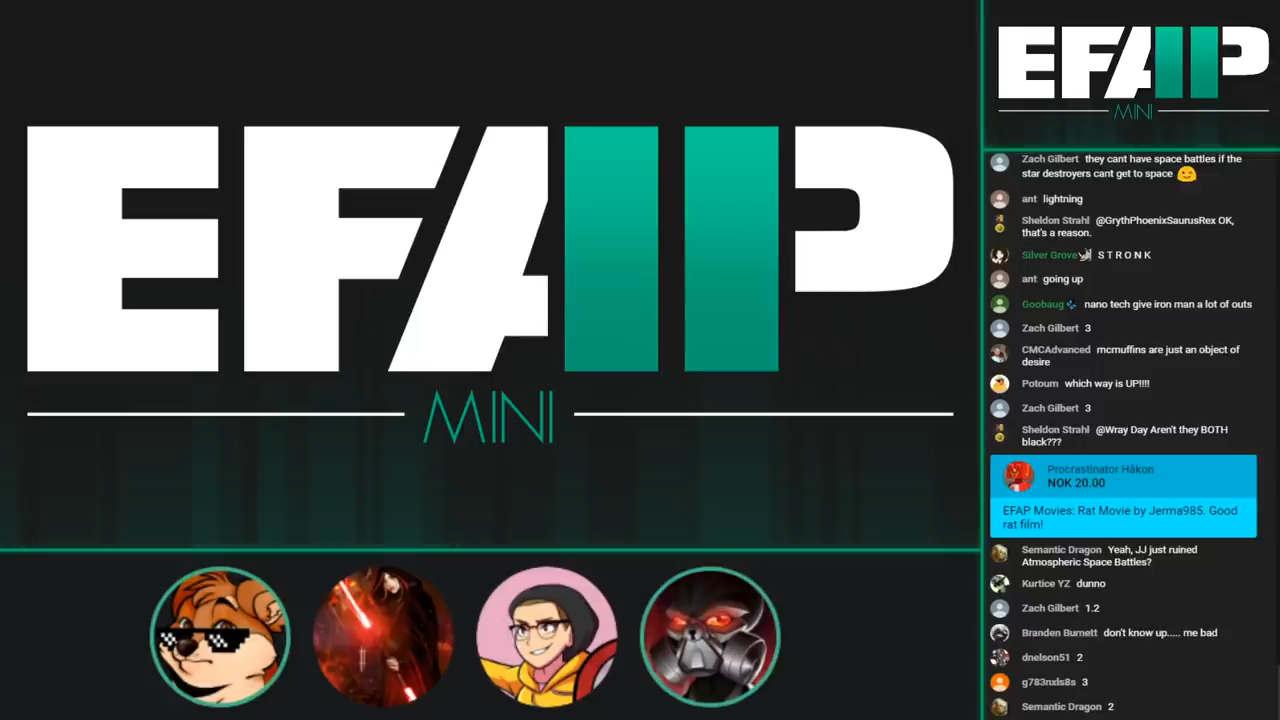 EFAP
MINI
EFAP
MINI
Zach Gilbert they cant have space battles if the
star destroyers cant get to space
ant lightning
Sheldon Strahl @GrythPhoenixSaurusRex OK,
that's a reason.
Silver Grove S T R O N K
ant going up
Goobaug nano tech give iron man a lot of outs
Zach Gilbert 3
CMCAdvanced mcmuffins are just an object of
desire
Potoum which way is UP!!!!
Zach Gilbert 3
Sheldon Strahl @Wray Day Aren't they BOTH
black???
Procrastinator Håkon
NOK 20.00
EFAP Movies: Rat Movie by Jerma985. Good
rat film!
Semantic Dragon Yeah, JJ just ruined
Atmospheric Space Battles?
Kurtice YZ dunno
Zach Gilbert 1.2
Branden Burnett don't know up..... me bad
dnelson51 2
g783nxls8s 3
Semantic Dragon 2